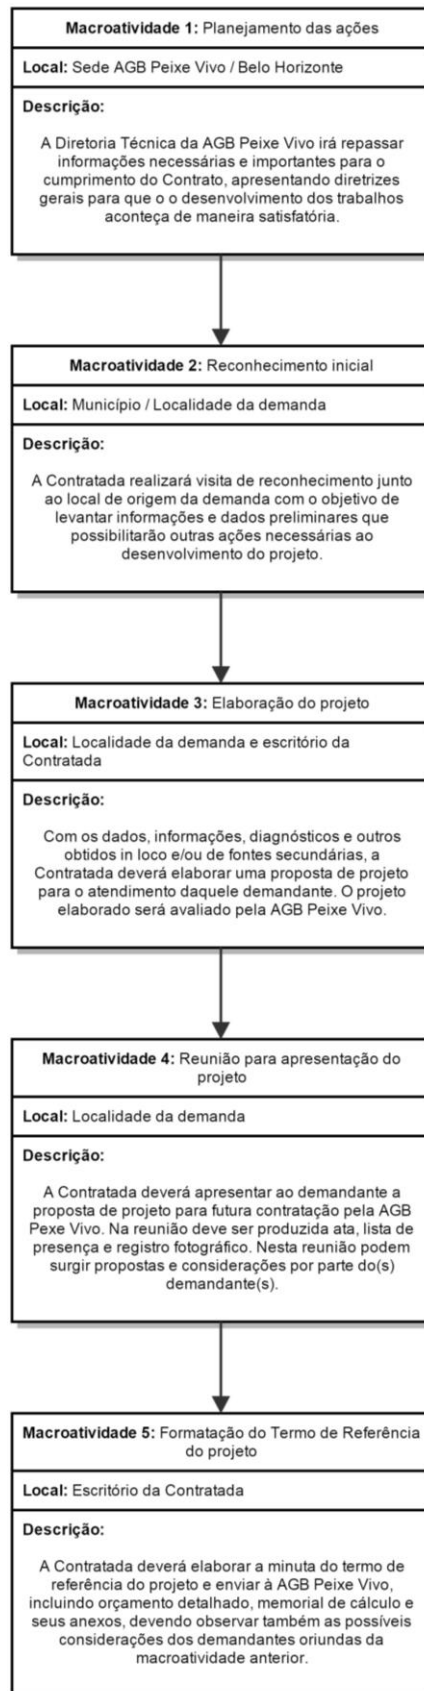 Macroatividade 1: Planejamento das ações
Local: Sede AGB Peixe Vivo / Belo Horizonte
Descrição:
A Diretoria Técnica da AGB Peixe Vivo irá repassar
informações necessárias e importantes para o
cumprimento do Contrato, apresentando diretrizes
gerais para que o o desenvolvimento dos trabalhos
aconteça de maneira satisfatória.
Macroatividade 2: Reconhecimento inicial
Local: Município / Localidade da demanda
Descrição:
A Contratada realizará visita de reconhecimento junto
ao local de origem da demanda com o objetivo de
levantar informações e dados preliminares que
possibilitarão outras ações necessárias ao
desenvolvimento do projeto.
Macroatividade 3: Elaboração do projeto
Local: Localidade da demanda e escritório da
Contratada
Descrição:
Com os dados, informações, diagnósticos e outros
obtidos in loco e/ou de fontes secundárias, a
Contratada deverá elaborar uma proposta de projeto
para o atendimento daquele demandante. O projeto
elaborado será avaliado pela AGB Peixe Vivo.
Macroatividade 4: Reunião para apresentação do
projeto
Local: Localidade da demanda
Descrição:
A Contratada deverá apresentar ao demandante a
proposta de projeto para futura contratação pela AGB
Pexe Vivo. Na reunião deve ser produzida ata, lista de
presença e registro fotográfico. Nesta reunião podem
surgir propostas e considerações por parte do(s)
demandante(s).
Macroatividade 5: Formatação do Termo de Referência
do projeto
Local: Escritório da Contratada
Descrição:
A Contratada deverá elaborar a minuta do termo de
referência do projeto e enviar à AGB Peixe Vivo,
incluindo orçamento detalhado, memorial de cálculo e
seus anexos, devendo observar também as possíveis
considerações dos demandantes oriundas da
macroatividade anterior.